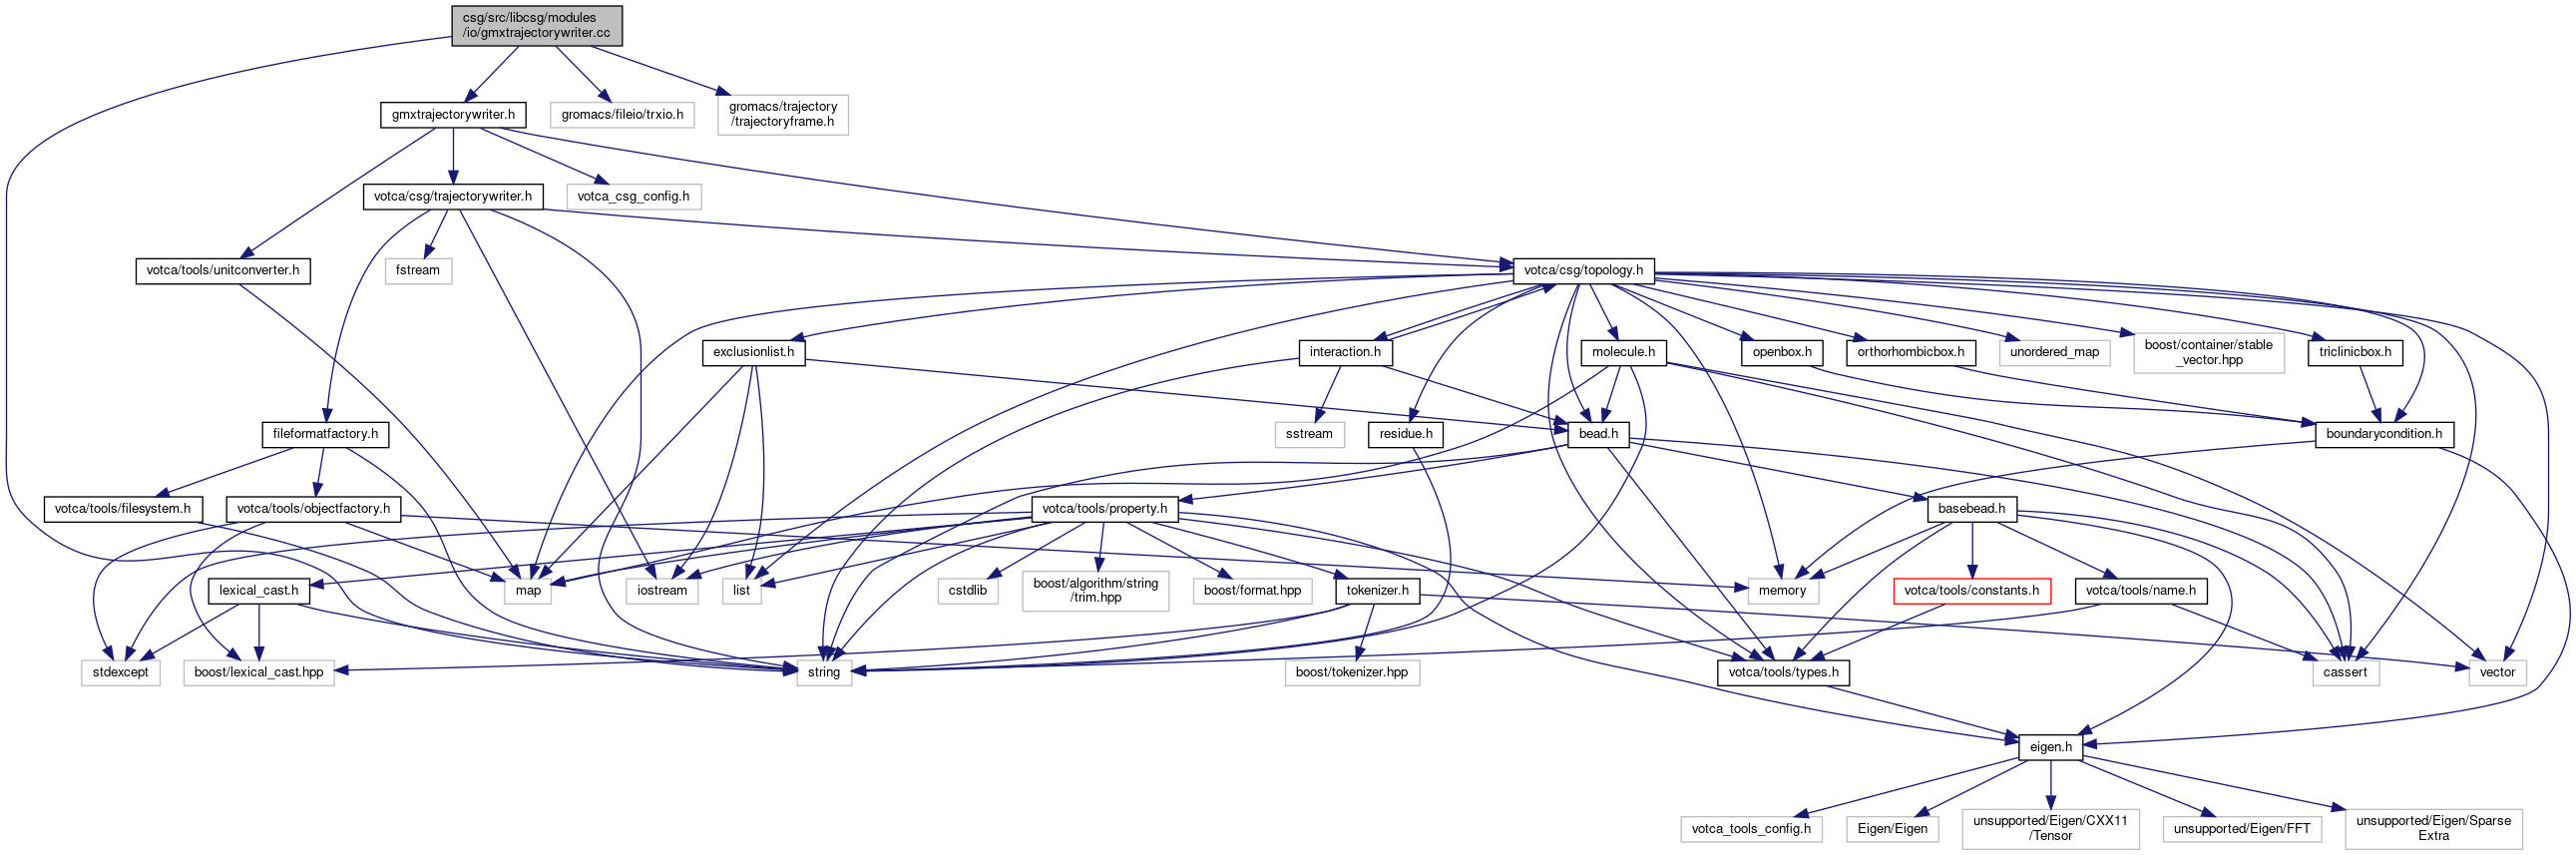 csg/src/libcsg/modules
/io/gmxtrajectorywriter.cc
gmxtrajectorywriter.h
gromacs/fileio/trxio.h
gromacs/trajectory
/trajectoryframe.h
votca/csg/trajectorywriter.h
votca_csg_config.h
votca/tools/unitconverter.h
fstream
votca/csg/topology.h
exclusionlist.h
interaction.h
molecule.h
openbox.h
orthorhombicbox.h
unordered_map
boost/container/stable
_vector.hpp
triclinicbox.h
fileformatfactory.h
sstream
residue.h
bead.h
boundarycondition.h
votca/tools/filesystem.h
votca/tools/objectfactory.h
votca/tools/property.h
basebead.h
lexical_cast.h
map
iostream
list
cstdlib
boost/algorithm/string
/trim.hpp
boost/format.hpp
tokenizer.h
memory
votca/tools/constants.h
votca/tools/name.h
stdexcept
boost/lexical_cast.hpp
string
boost/tokenizer.hpp
votca/tools/types.h
cassert
vector
eigen.h
votca_tools_config.h
Eigen/Eigen
unsupported/Eigen/CXX11
/Tensor
unsupported/Eigen/FFT
unsupported/Eigen/Sparse
Extra